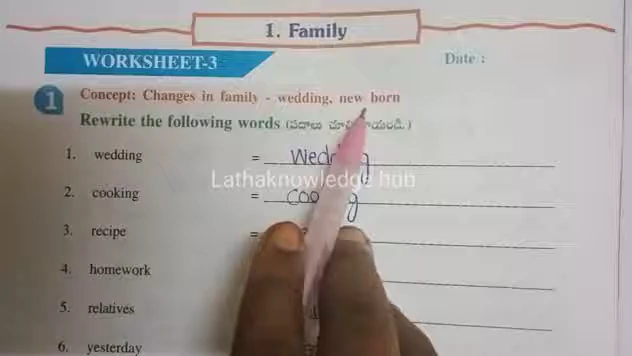 1. Family
WORKSHEET-3
Date :
1 Concept: Changes in family - wedding, new born
Rewrite the following words (పదాలు చూచి
1. wedding =
2. cooking =
Lathaknowledge hub
3. recipe =
4. homework
5. relatives
6. yesterday